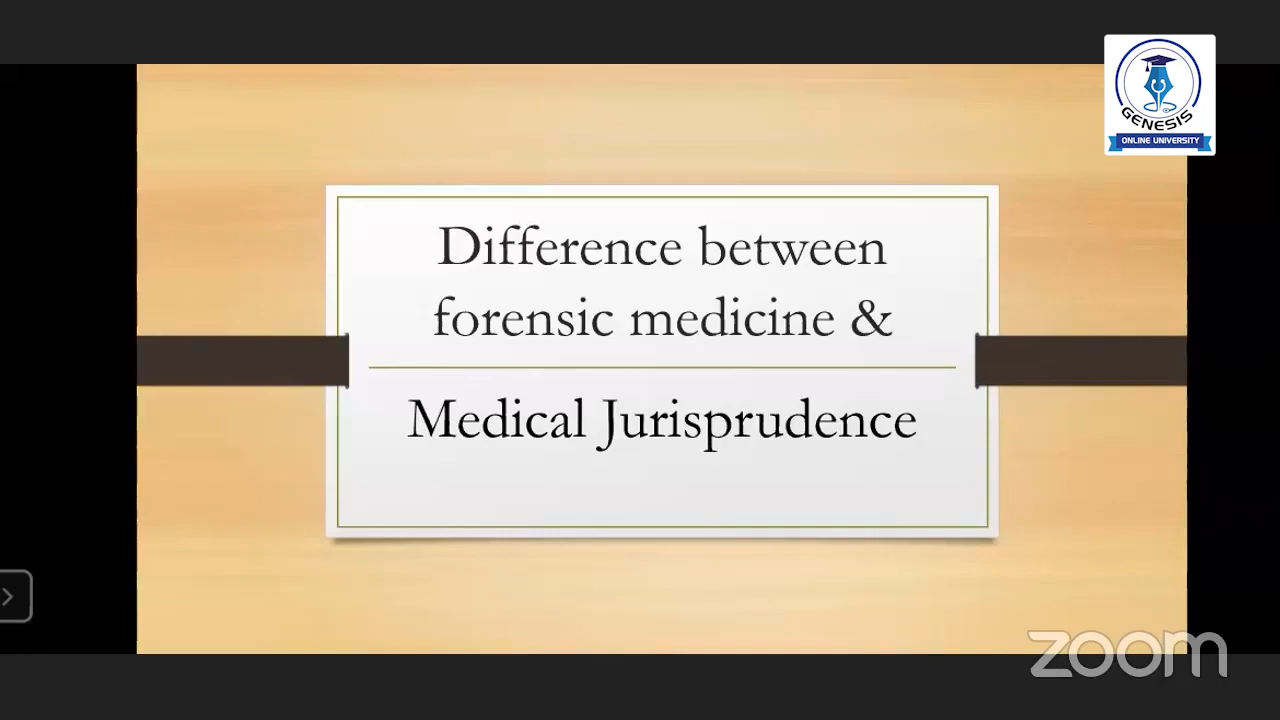 GENESIS
ONLINE UNIVERSITY
Difference between
forensic medicine &
Medical Jurisprudence
zoom